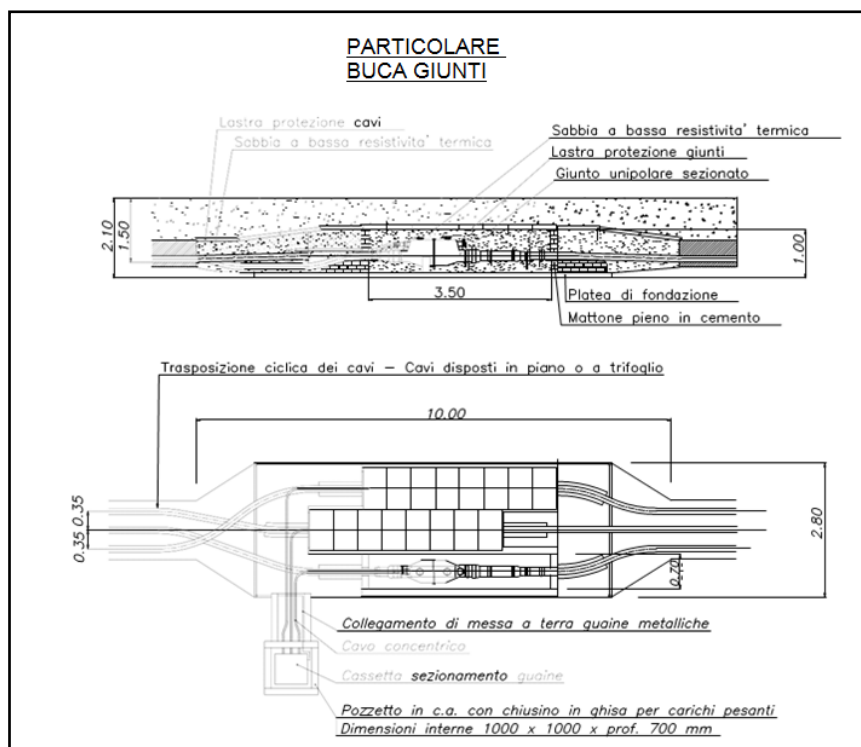 PARTICOLARE
BUCA GIUNTI
Lastra protezione cavi
Sabbia a bassa resistivita' termica
Sabbia a bassa resistivita' termica
Lastra protezione giunti
Giunto unipolare sezionato
2.10
1.50
1.00
3.50
Platea di fondazione
Mattone pieno in cemento
Trasposizione ciclica dei cavi – Cavi disposti in piano o a trifoglio
10.00
0.35
0.35
2.80
0.70
Collegamento di messa a terra guaine metalliche
Cavo concentrico
Cassetta sezionamento guaine
Pozzetto in c.a. con chiusino in ghisa per carichi pesanti
Dimensioni interne 1000 x 1000 x prof. 700 mm